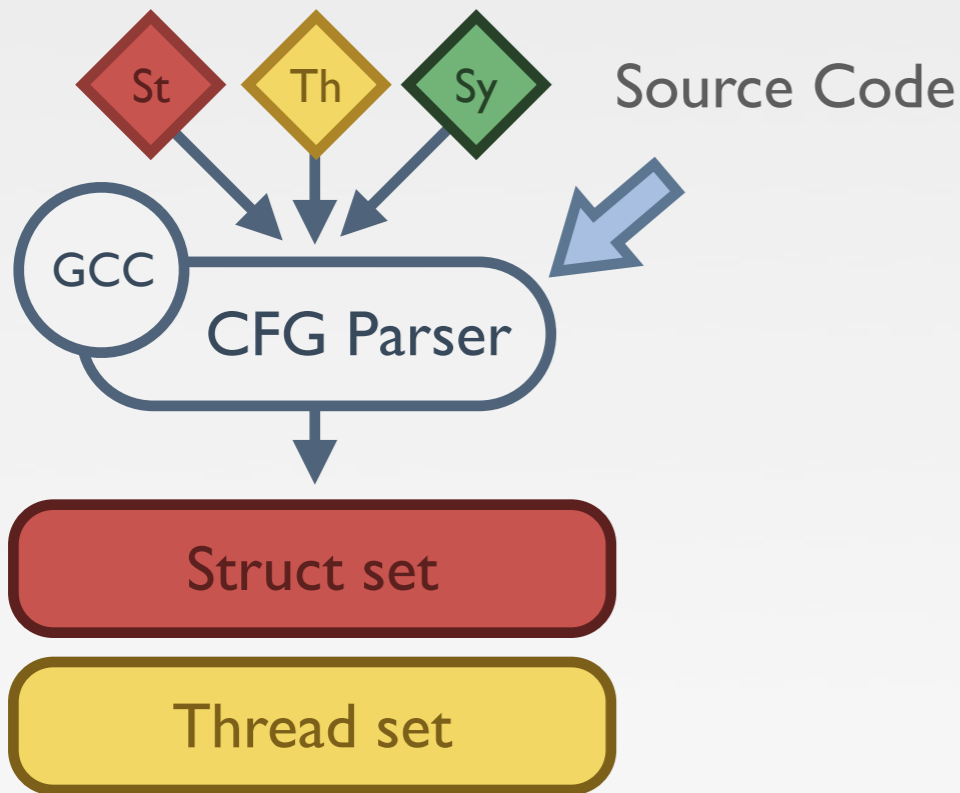 St
Th
Sy
Source Code
GCC
CFG Parser
Struct set
Thread set